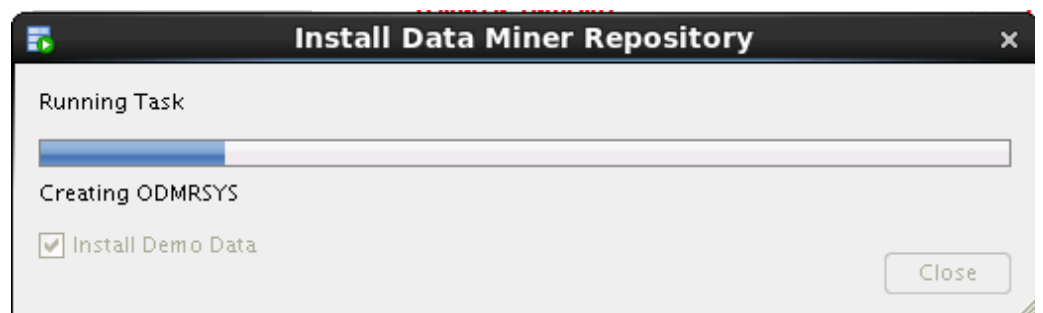 Install Data Miner Repository
Running Task
Creating ODMRSYS
Install Demo Data
Close